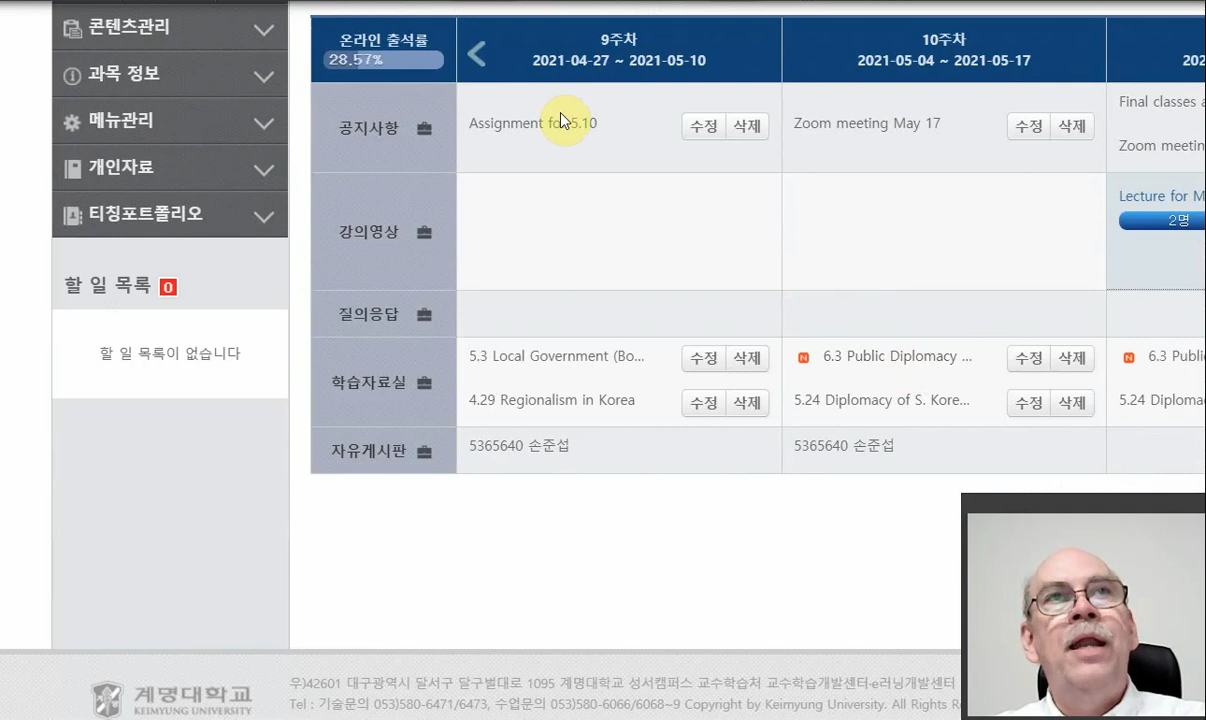 콘텐츠관리
과목 정보
메뉴관리
개인자료
티칭포트폴리오
할 일 목록 0
할 일 목록이 없습니다
온라인 출석률
28.57%
9주차
2021-04-27 ~ 2021-05-10
10주차
2021-05-04 ~ 2021-05-17
202
공지사항
Assignment for 5.10
수정 삭제
Zoom meeting May 17
수정 삭제
Final classes a
Zoom meetin
강의영상
Lecture for M
2명
질의응답
학습자료실
5.3 Local Government (Bo...
수정 삭제
N 6.3 Public Diplomacy ...
수정 삭제
N 6.3 Publi
4.29 Regionalism in Korea
수정 삭제
5.24 Diplomacy of S. Kore...
수정 삭제
5.24 Diploma
자유게시판
5365640 손준섭
5365640 손준섭
계명대학교
KEIMYUNG UNIVERSITY
우)42601 대구광역시 달서구 달구벌대로 1095 계명대학교 성서캠퍼스 교수학습처 교수학습개발센터·e러닝개발센터
Tel : 기술문의 053)580-6471/6473, 수업문의 053)580-6066/6068~9 Copyright by Keimyung University. All Rights Re